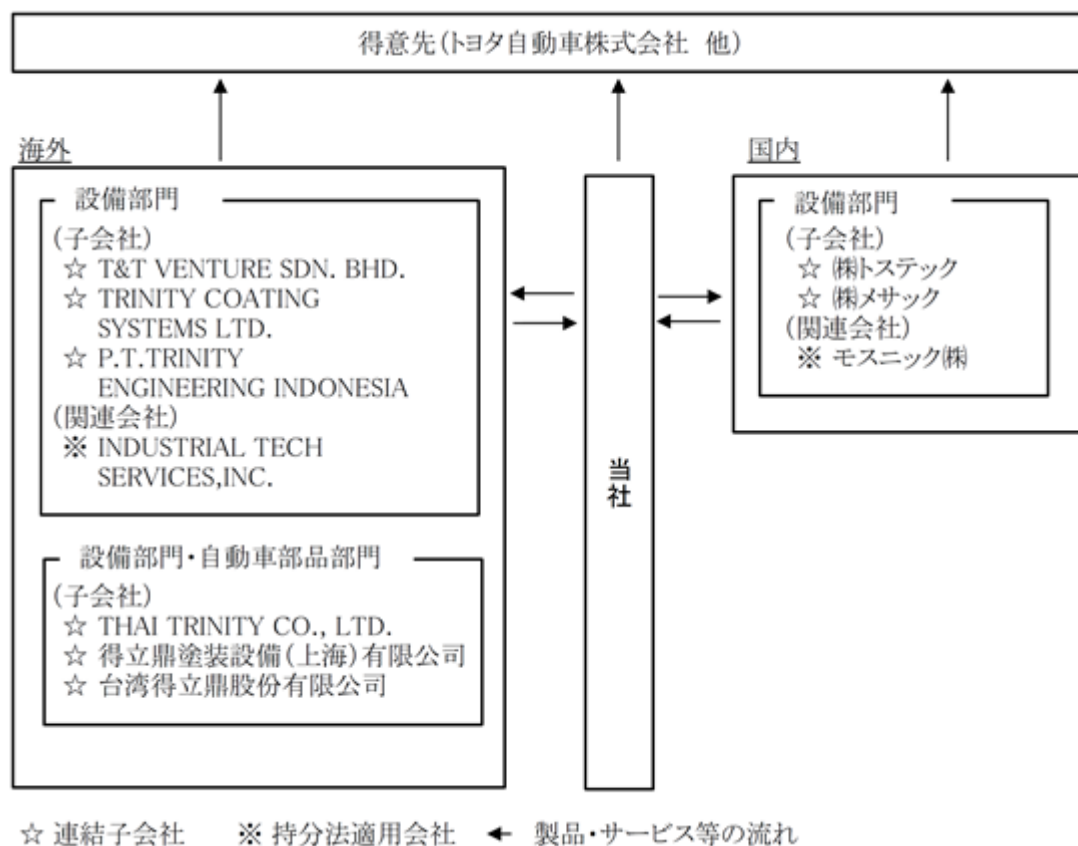 得意先(トヨタ自動車株式会社 他)
海外
設備部門
(子会社)
☆ T&T VENTURE SDN. BHD.
☆ TRINITY COATING
SYSTEMS LTD.
☆ P.T.TRINITY
ENGINEERING INDONESIA
(関連会社)
※ INDUSTRIAL TECH
SERVICES,INC.
設備部門・自動車部品部門
(子会社)
☆ THAI TRINITY CO., LTD.
☆ 得立鼎塗装設備(上海)有限公司
☆ 台湾得立鼎股份有限公司
当社
国内
設備部門
(子会社)
☆ ㈱トステック
☆ ㈱メサック
(関連会社)
※ モスニック㈱
☆ 連結子会社 ※ 持分法適用会社 ← 製品・サービス等の流れ